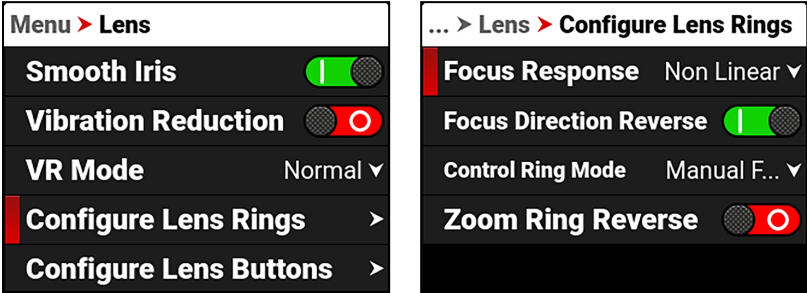 Menu > Lens
Smooth Iris
Vibration Reduction
VR Mode Normal
Configure Lens Rings
Configure Lens Buttons
... > Lens > Configure Lens Rings
Focus Response Non Linear
Focus Direction Reverse
Control Ring Mode Manual F...
Zoom Ring Reverse